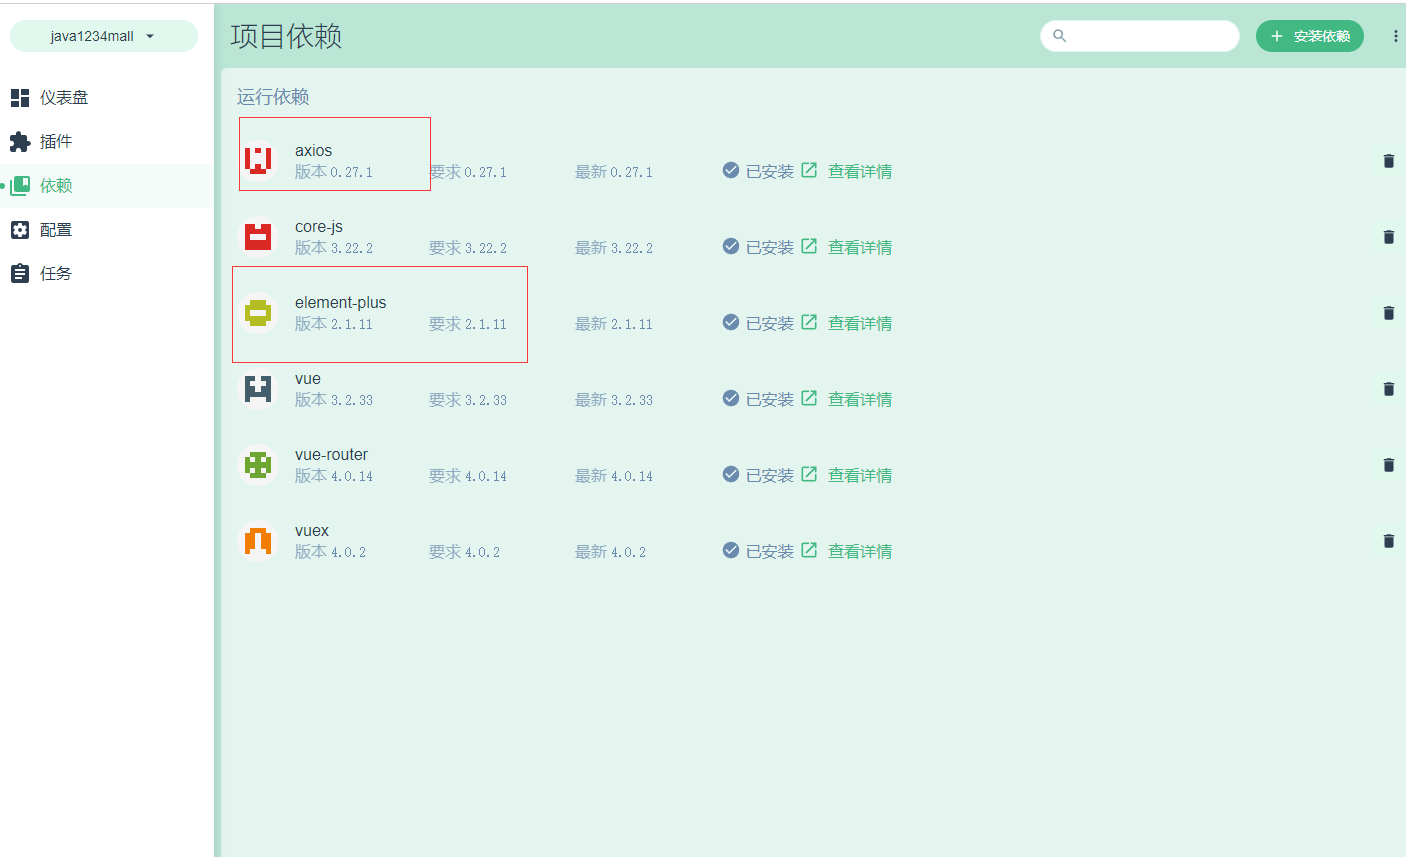 java1234mall
仪表盘
插件
依赖
配置
任务
项目依赖
安装依赖
运行依赖
axios
版本 0.27.1 要求 0.27.1 最新 0.27.1 已安装 查看详情
core-js
版本 3.22.2 要求 3.22.2 最新 3.22.2 已安装 查看详情
element-plus
版本 2.1.11 要求 2.1.11 最新 2.1.11 已安装 查看详情
vue
版本 3.2.33 要求 3.2.33 最新 3.2.33 已安装 查看详情
vue-router
版本 4.0.14 要求 4.0.14 最新 4.0.14 已安装 查看详情
vuex
版本 4.0.2 要求 4.0.2 最新 4.0.2 已安装 查看详情